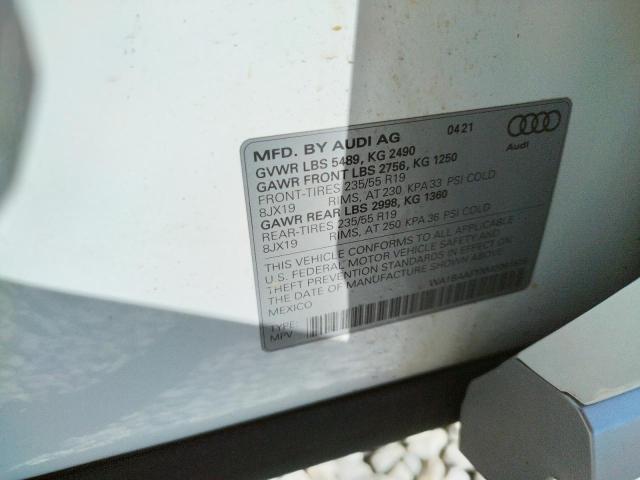 MFD. BY AUDI AG 0421
GVWR LBS 5489, KG 2490
GAWR FRONT LBS 2756, KG 1250
FRONT-TIRES 235/55 R19
8JX19 RIMS, AT 230 KPA 33 PSI COLD
GAWR REAR LBS 2998, KG 1360
REAR-TIRES 235/55 R19
8JX19 RIMS, AT 250 KPA 36 PSI COLD
Audi
THIS VEHICLE CONFORMS TO ALL APPLICABLE
U.S. FEDERAL MOTOR VEHICLE SAFETY AND
THEFT PREVENTION STANDARDS IN EFFECT ON
THE DATE OF MANUFACTURE SHOWN ABOVE
MEXICO
TYPE:
MPV